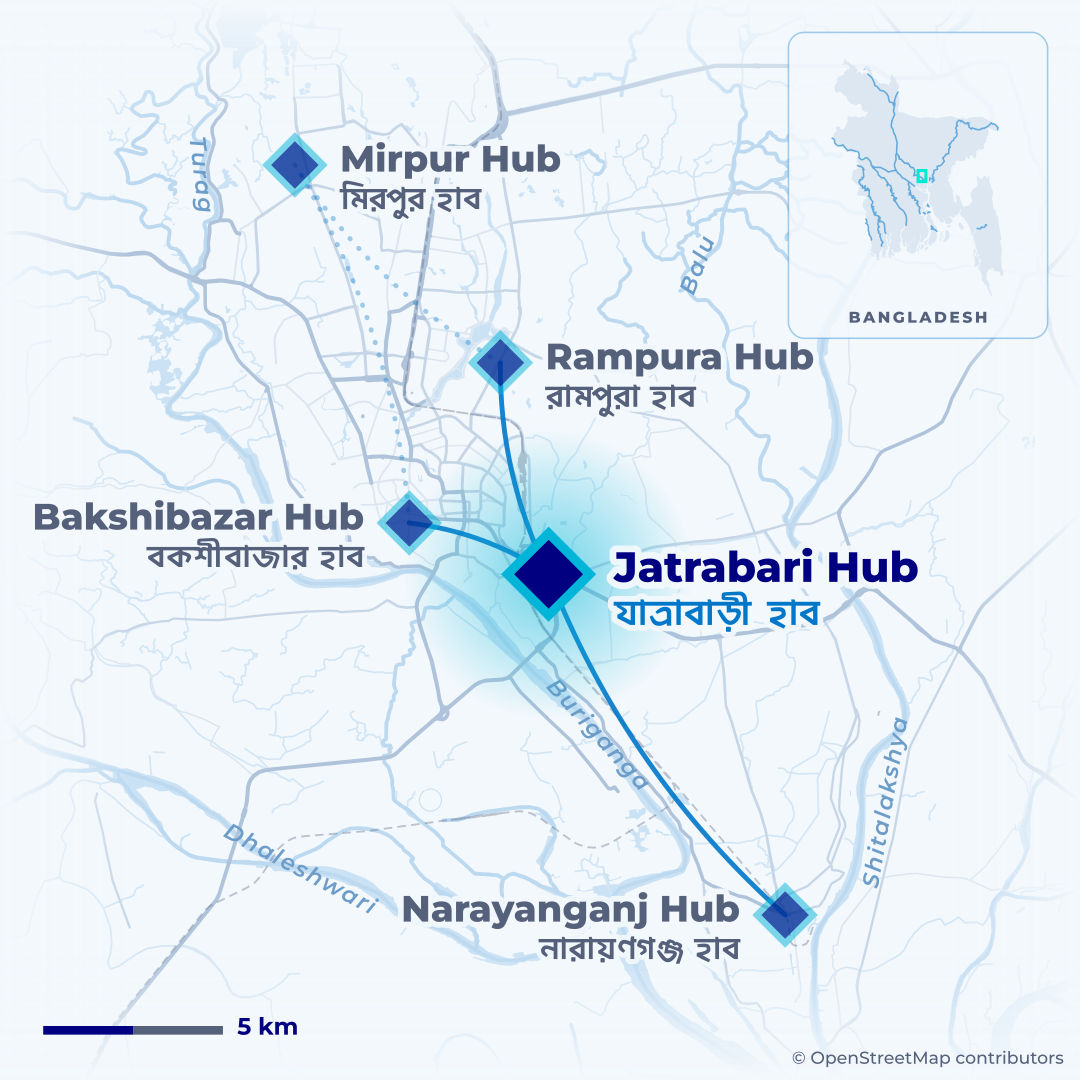 Turag
Mirpur Hub
মিরপুর হাব
Balu
BANGLADESH
Rampura Hub
রামপুরা হাব
Bakshibazar Hub
বকশীবাজার হাব
Jatrabari Hub
যাত্রাবাড়ী হাব
Buriganga
Shitalakshya
Dhaleshwari
Narayanganj Hub
নারায়ণগঞ্জ হাব
5 km
© OpenStreetMap contributors